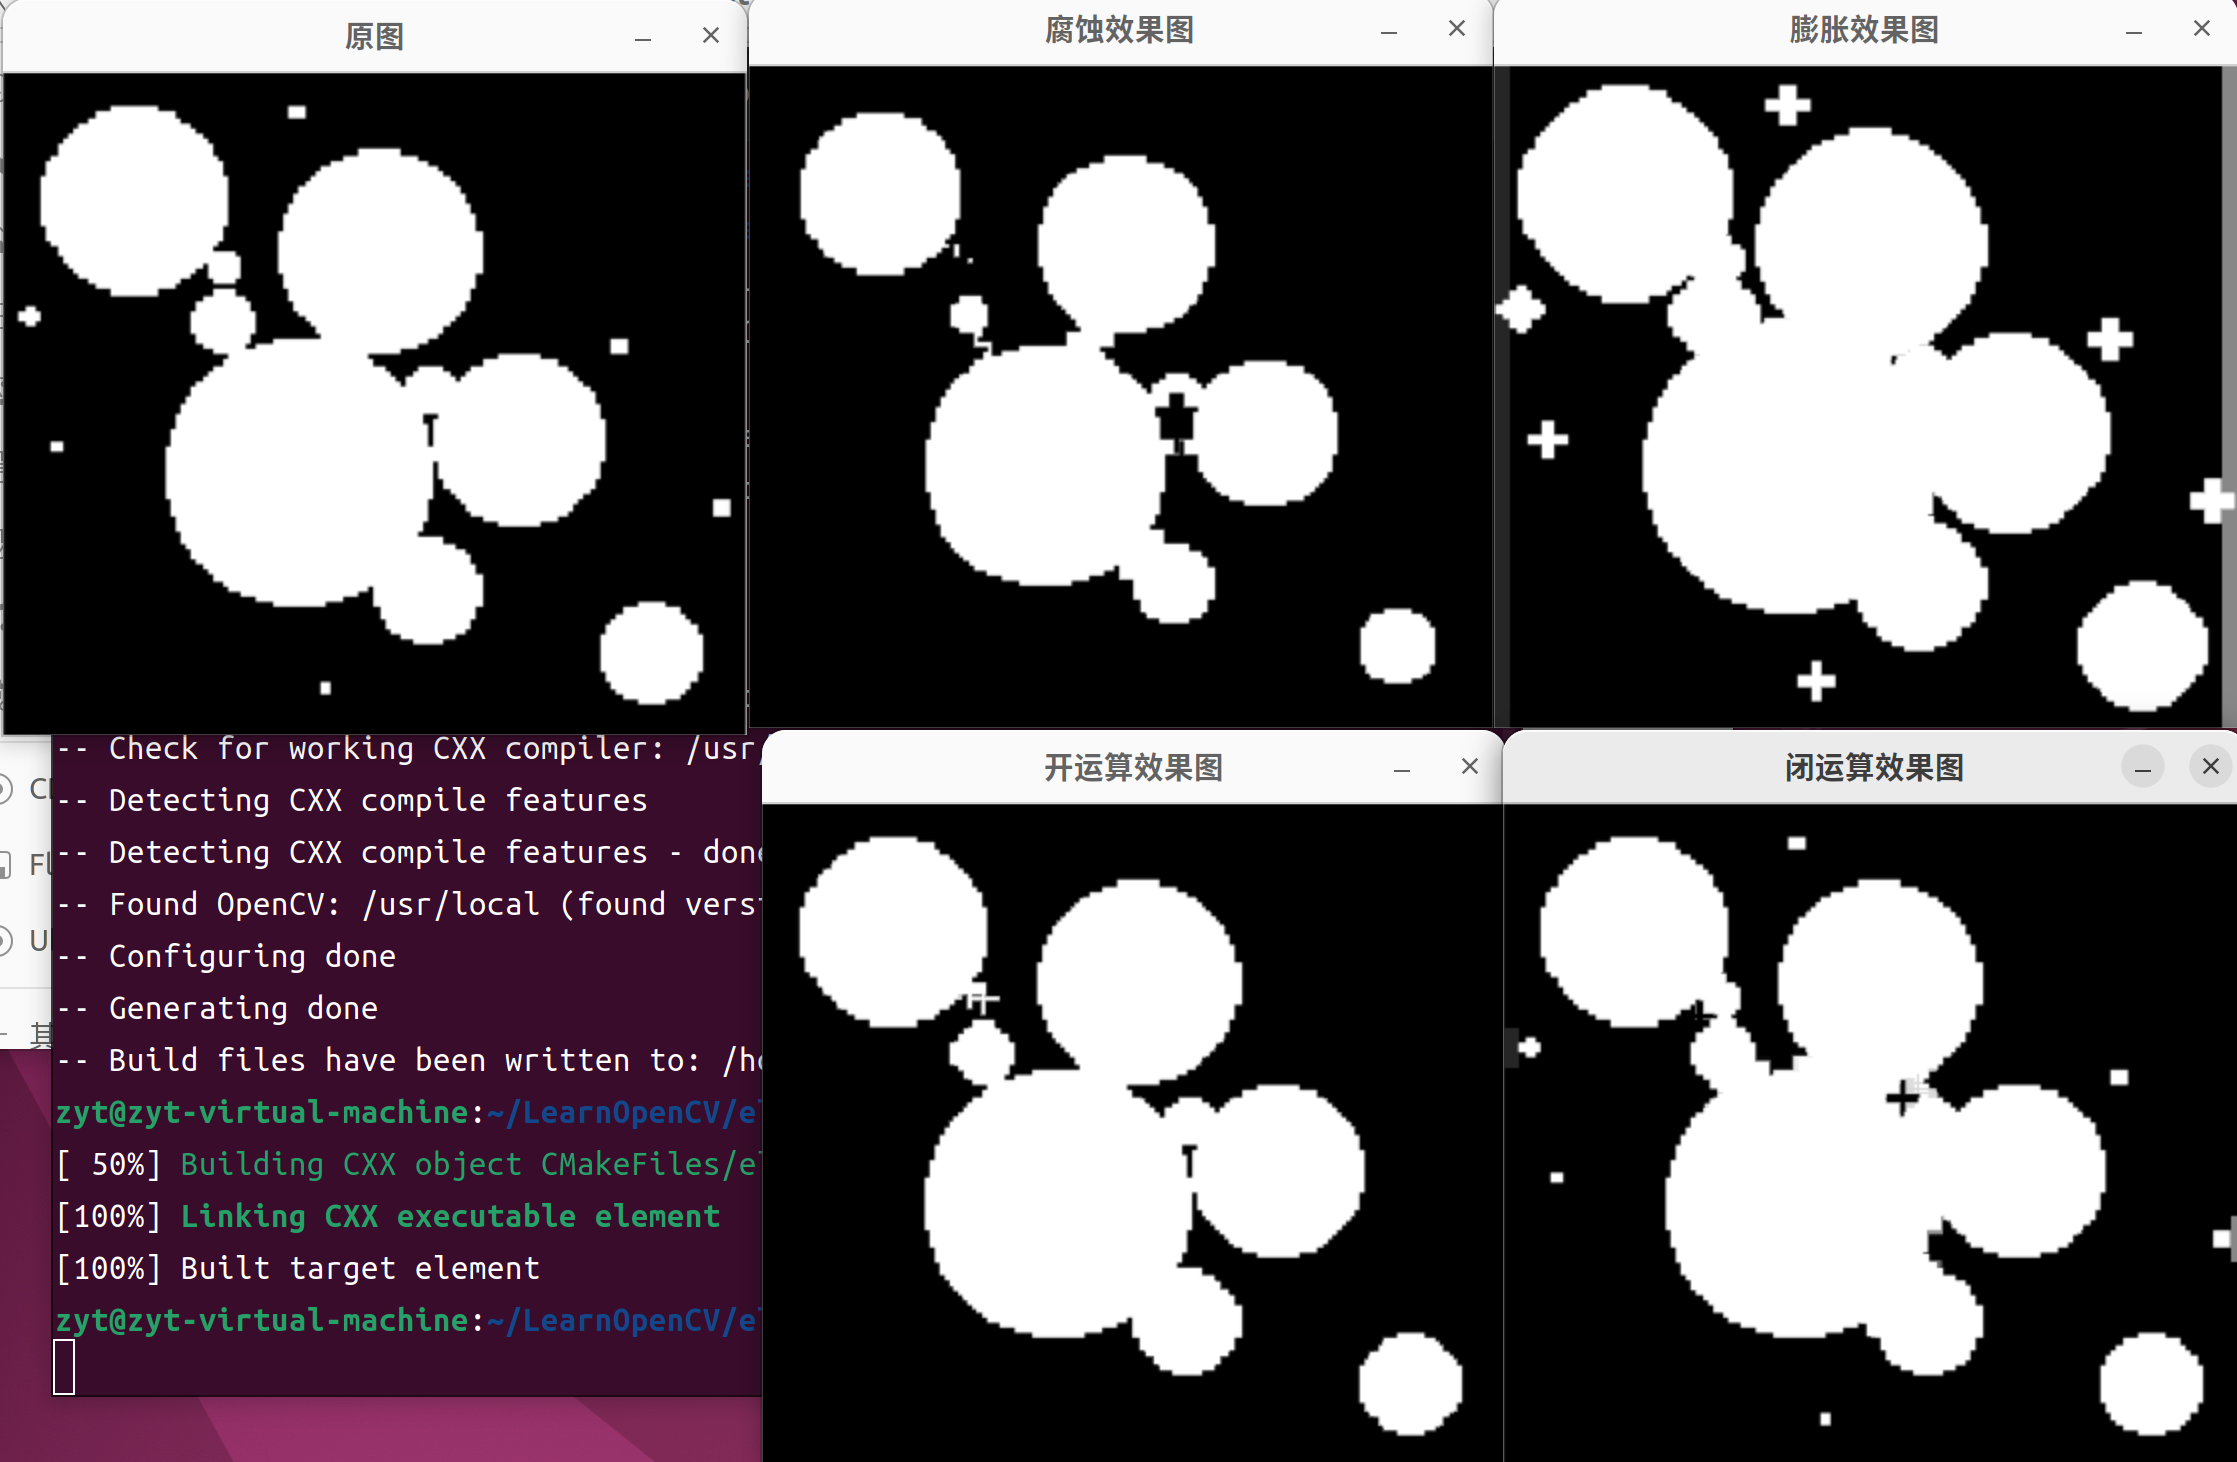 原图
腐蚀效果图
膨胀效果图
-- Check for working CXX compiler: /usr/
-- Detecting CXX compile features
-- Detecting CXX compile features - done
-- Found OpenCV: /usr/local (found vers
-- Configuring done
-- Generating done
-- Build files have been written to: /ho
zyt@zyt-virtual-machine:~/LearnOpenCV/el
[ 50%] Building CXX object CMakeFiles/el
[100%] Linking CXX executable element
[100%] Built target element
zyt@zyt-virtual-machine:~/LearnOpenCV/el
开运算效果图
闭运算效果图